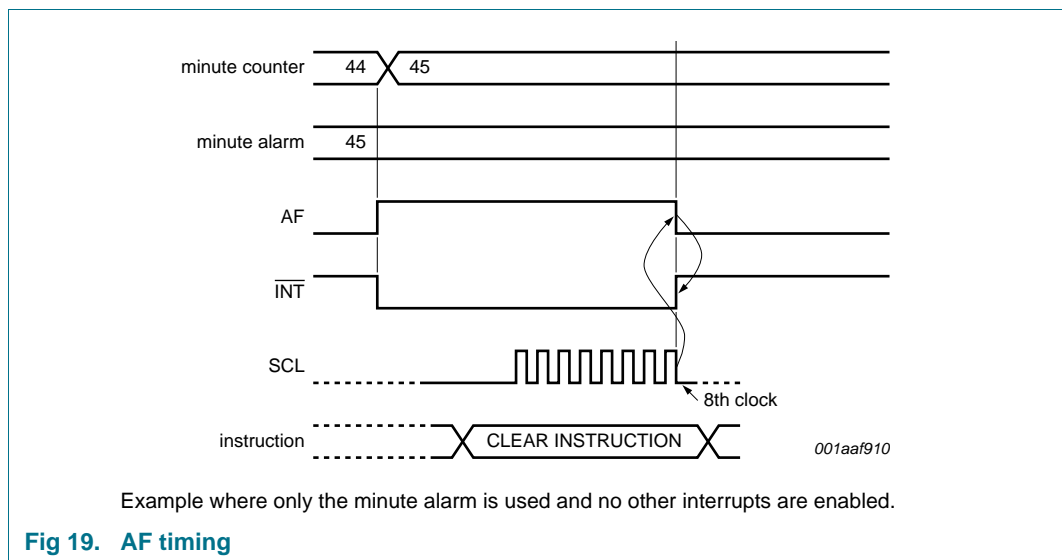 minute counter 44 45
minute alarm 45
AF
INT
SCL
8th clock
instruction CLEAR INSTRUCTION
001aaf910
Example where only the minute alarm is used and no other interrupts are enabled.
Fig 19. AF timing